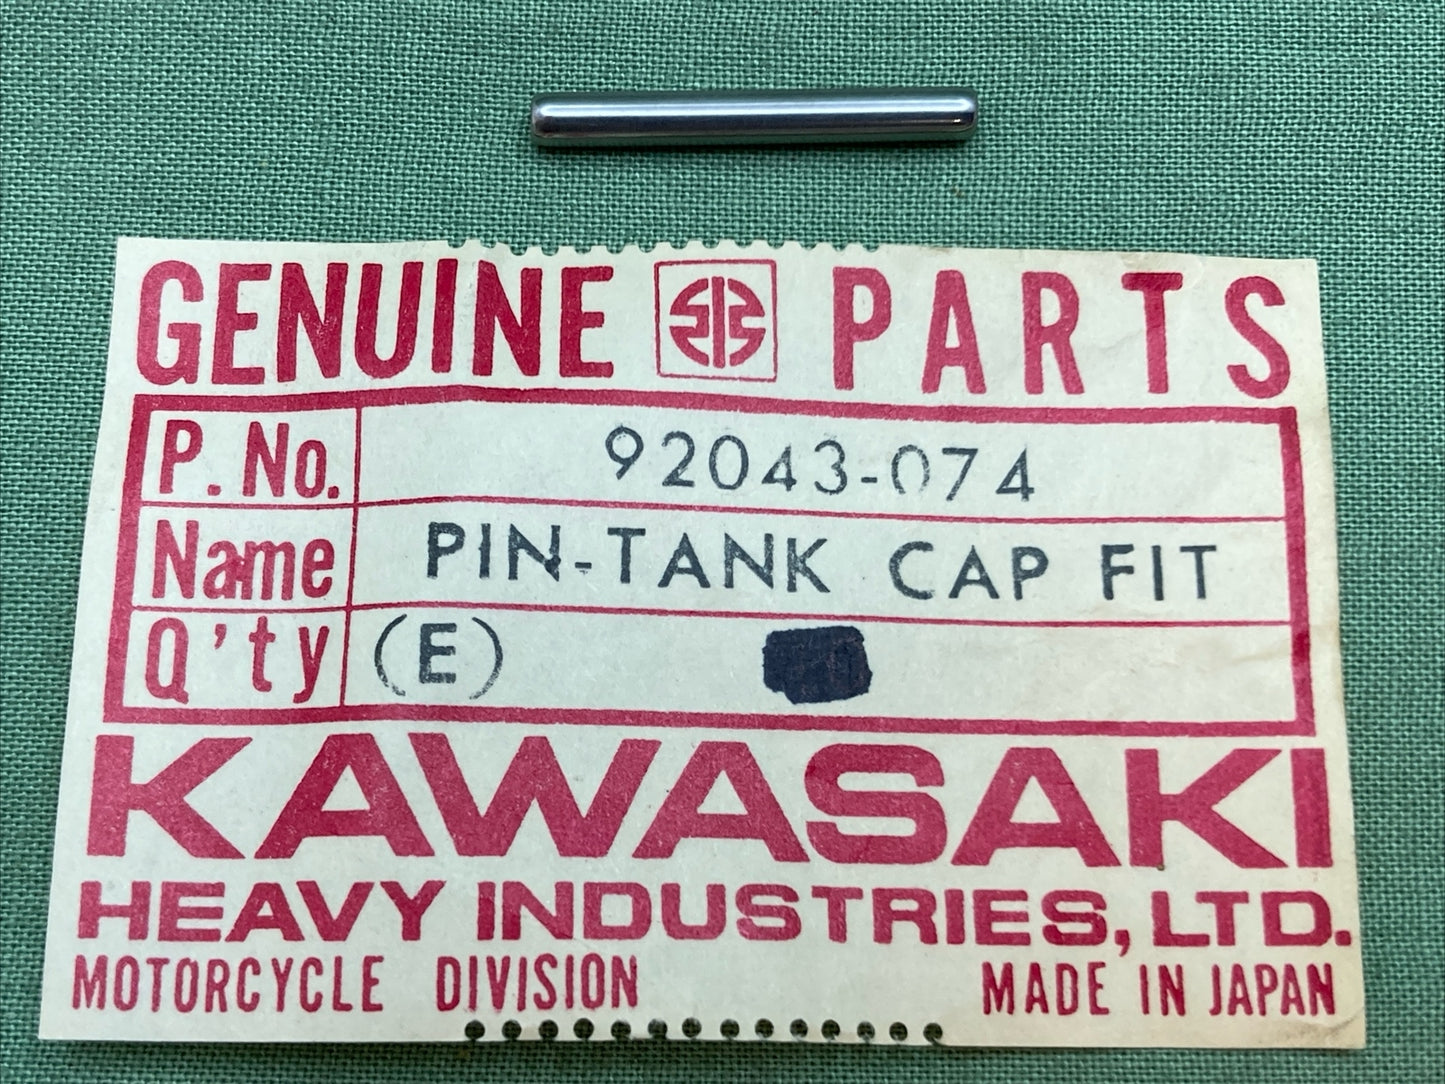 GENUINE PARTS
P. No. 92043-074
Name PIN-TANK CAP FIT
Q'ty (E)
KAWASAKI
HEAVY INDUSTRIES, LTD.
MOTORCYCLE DIVISION MADE IN JAPAN